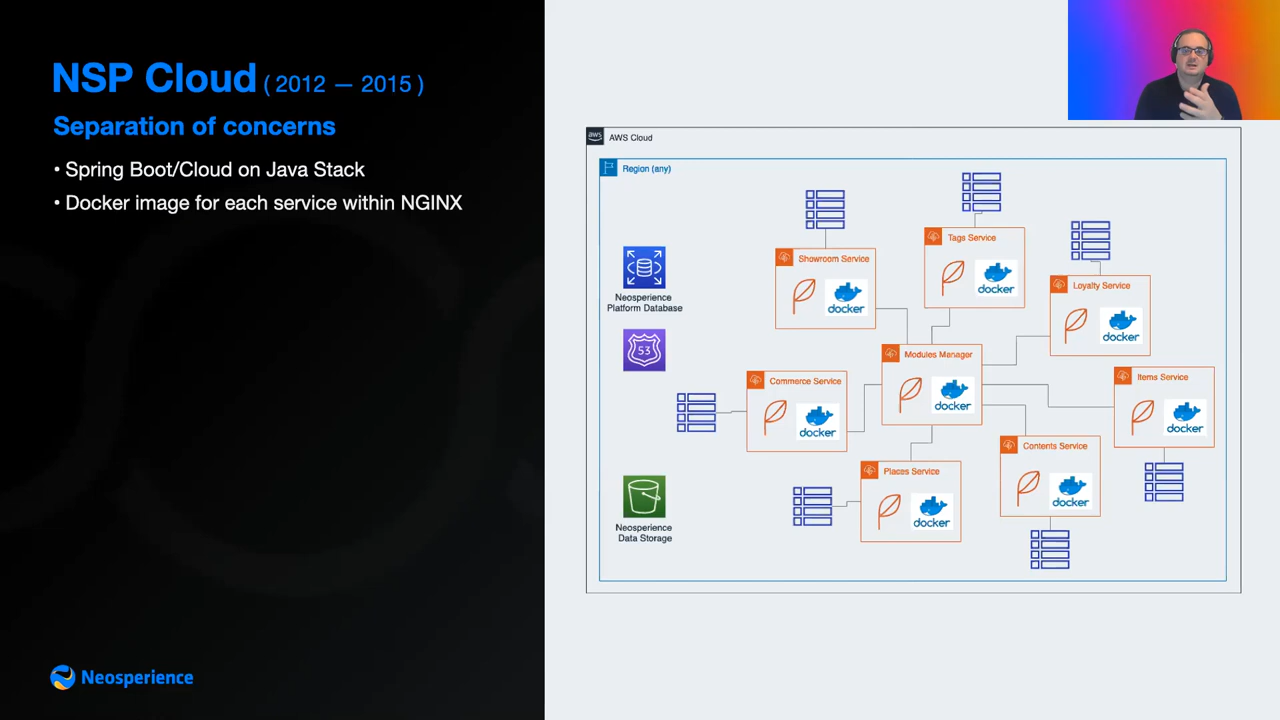 NSP Cloud ( 2012 — 2015 )
Separation of concerns
• Spring Boot/Cloud on Java Stack
• Docker image for each service within NGINX
Neosperience
aws AWS Cloud
Region (any)
Neosperience
Platform Database
53
Neosperience
Data Storage
Showroom Service
docker
Tags Service
docker
Loyalty Service
docker
Modules Manager
docker
Commerce Service
docker
Items Service
docker
Contents Service
docker
Places Service
docker